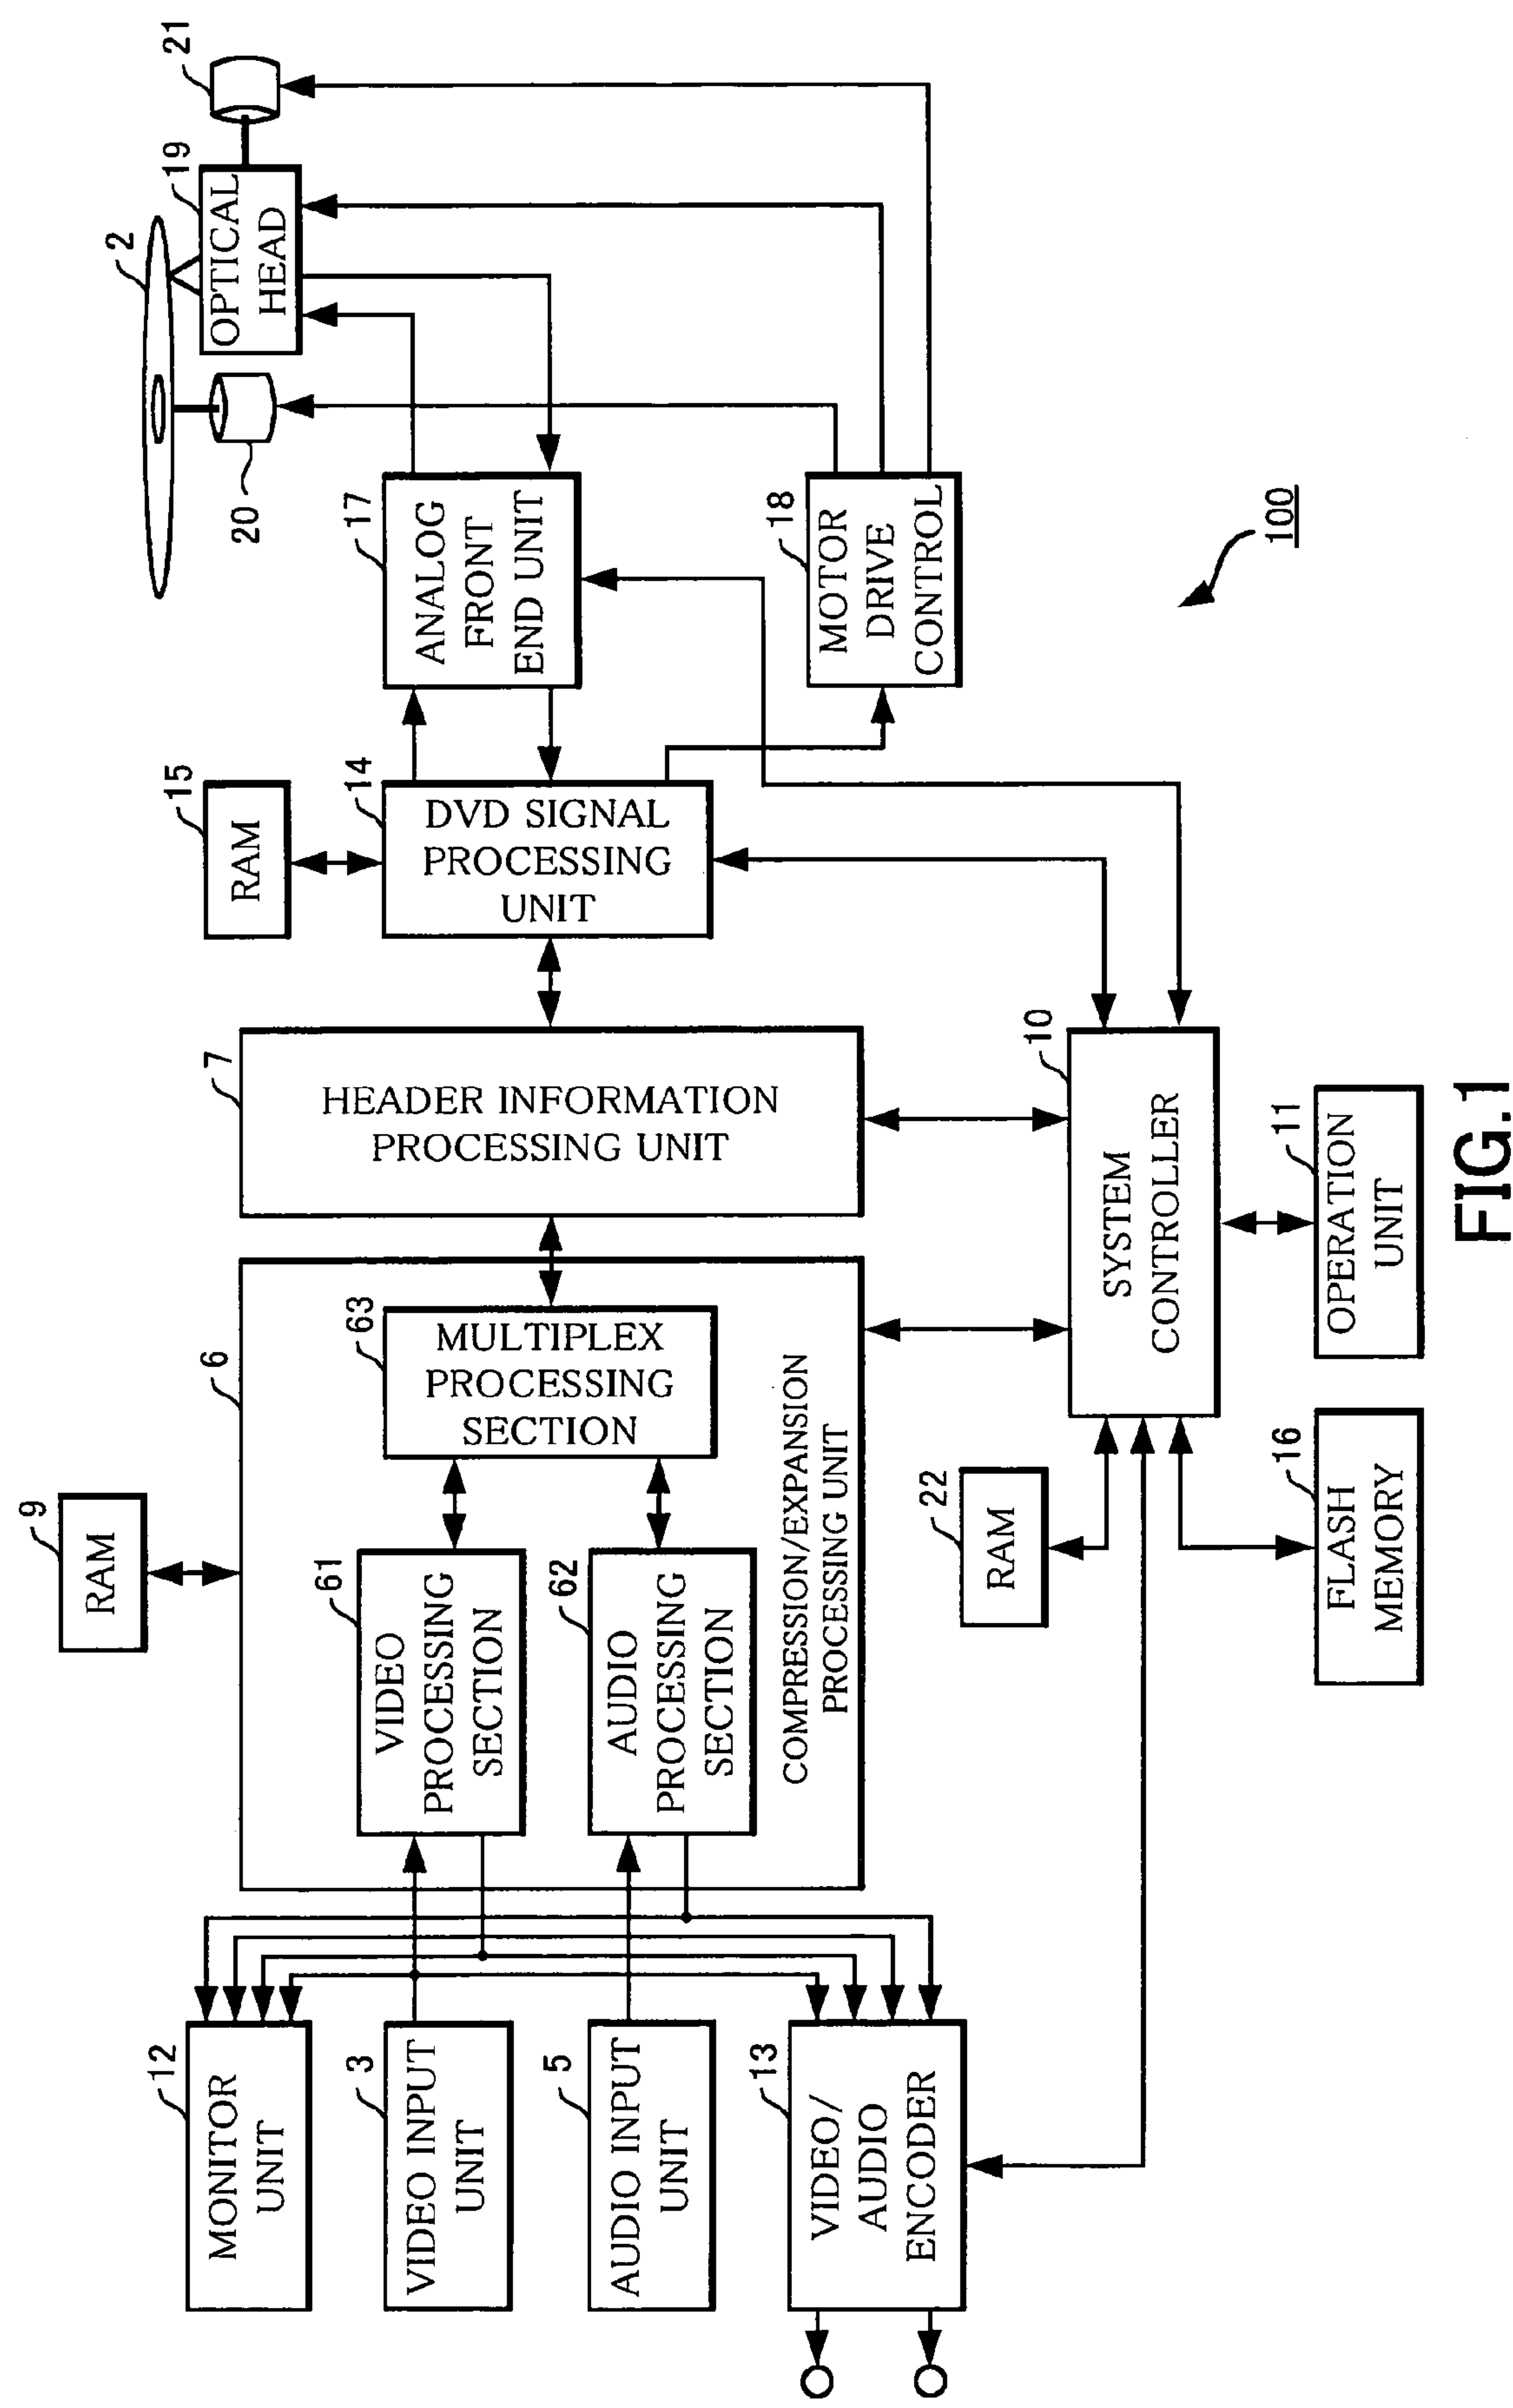 12
MONITOR
UNIT
3
VIDEO INPUT
UNIT
5
AUDIO INPUT
UNIT
13
VIDEO/
AUDIO
ENCODER
9
RAM
6
61
VIDEO
PROCESSING
SECTION
62
AUDIO
PROCESSING
SECTION
63
MULTIPLEX
PROCESSING
SECTION
COMPRESSION/EXPANSION
PROCESSING UNIT
7
HEADER INFORMATION
PROCESSING UNIT
22
RAM
16
FLASH
MEMORY
10
SYSTEM
CONTROLLER
11
OPERATION
UNIT
15
RAM
14
DVD SIGNAL
PROCESSING
UNIT
17
ANALOG
FRONT
END UNIT
18
MOTOR
DRIVE
CONTROL
20
2
19
OPTICAL
HEAD
21
100
FIG.1